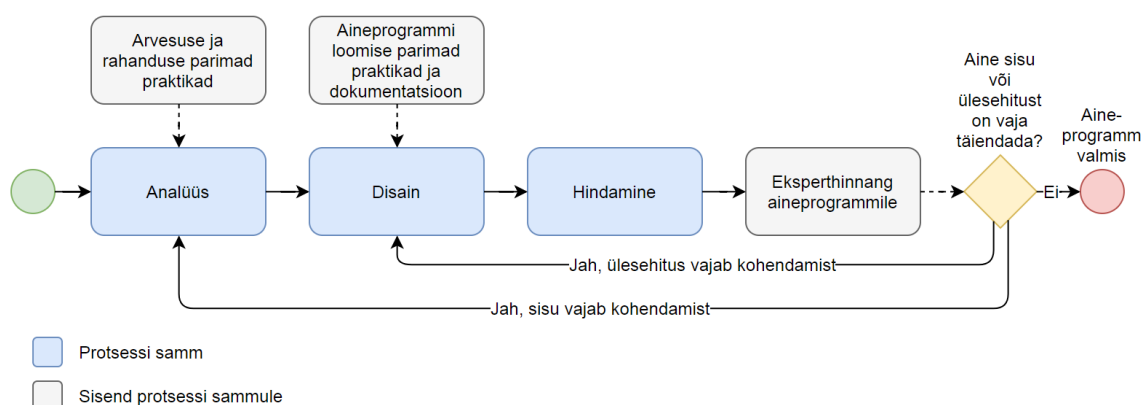 Arvesuse ja
rahanduse parimad
praktikad
Aineprogrammi
loomise parimad
praktikad ja
dokumentatsioon
Aine sisu
või
ülesehitust
on vaja
täiendada?
Aine-
programm
valmis
Analüüs
Disain
Hindamine
Eksperthinnang
aineprogrammile
Ei
Jah, ülesehitus vajab kohendamist
Jah, sisu vajab kohendamist
Protsessi samm
Sisend protsessi sammule